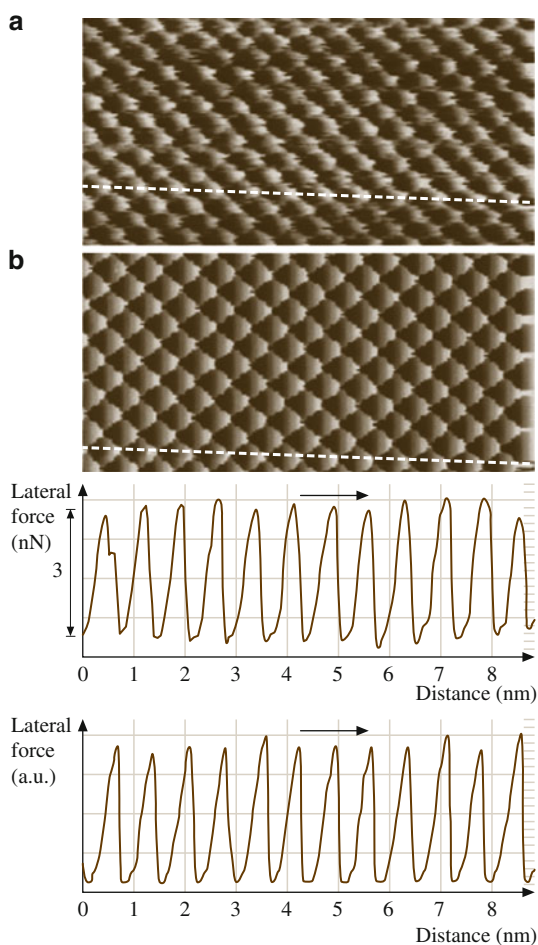 a
b
Lateral
force
(nN)
3
0 1 2 3 4 5 6 7 8
Distance (nm)
Lateral
force
(a.u.)
0 1 2 3 4 5 6 7 8
Distance (nm)